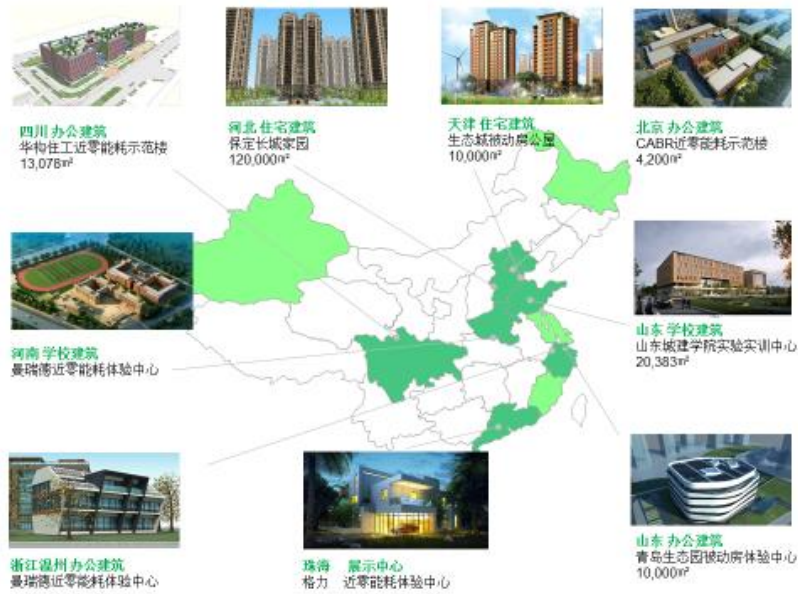 四川 办公建筑
华构住工近零能耗示范楼
13,078m²
河北 住宅建筑
保定长城家园
120,000m²
天津 住宅建筑
生态城被动房公屋
10,000m²
北京 办公建筑
CABR近零能耗示范楼
4,200m²
河南 学校建筑
曼瑞德近零能耗体验中心
山东 学校建筑
山东城建学院实验实训中心
20,383m²
浙江温州 办公建筑
曼瑞德近零能耗体验中心
珠海 展示中心
格力 近零能耗体验中心
山东 办公建筑
青岛生态园被动房体验中心
10,000m²